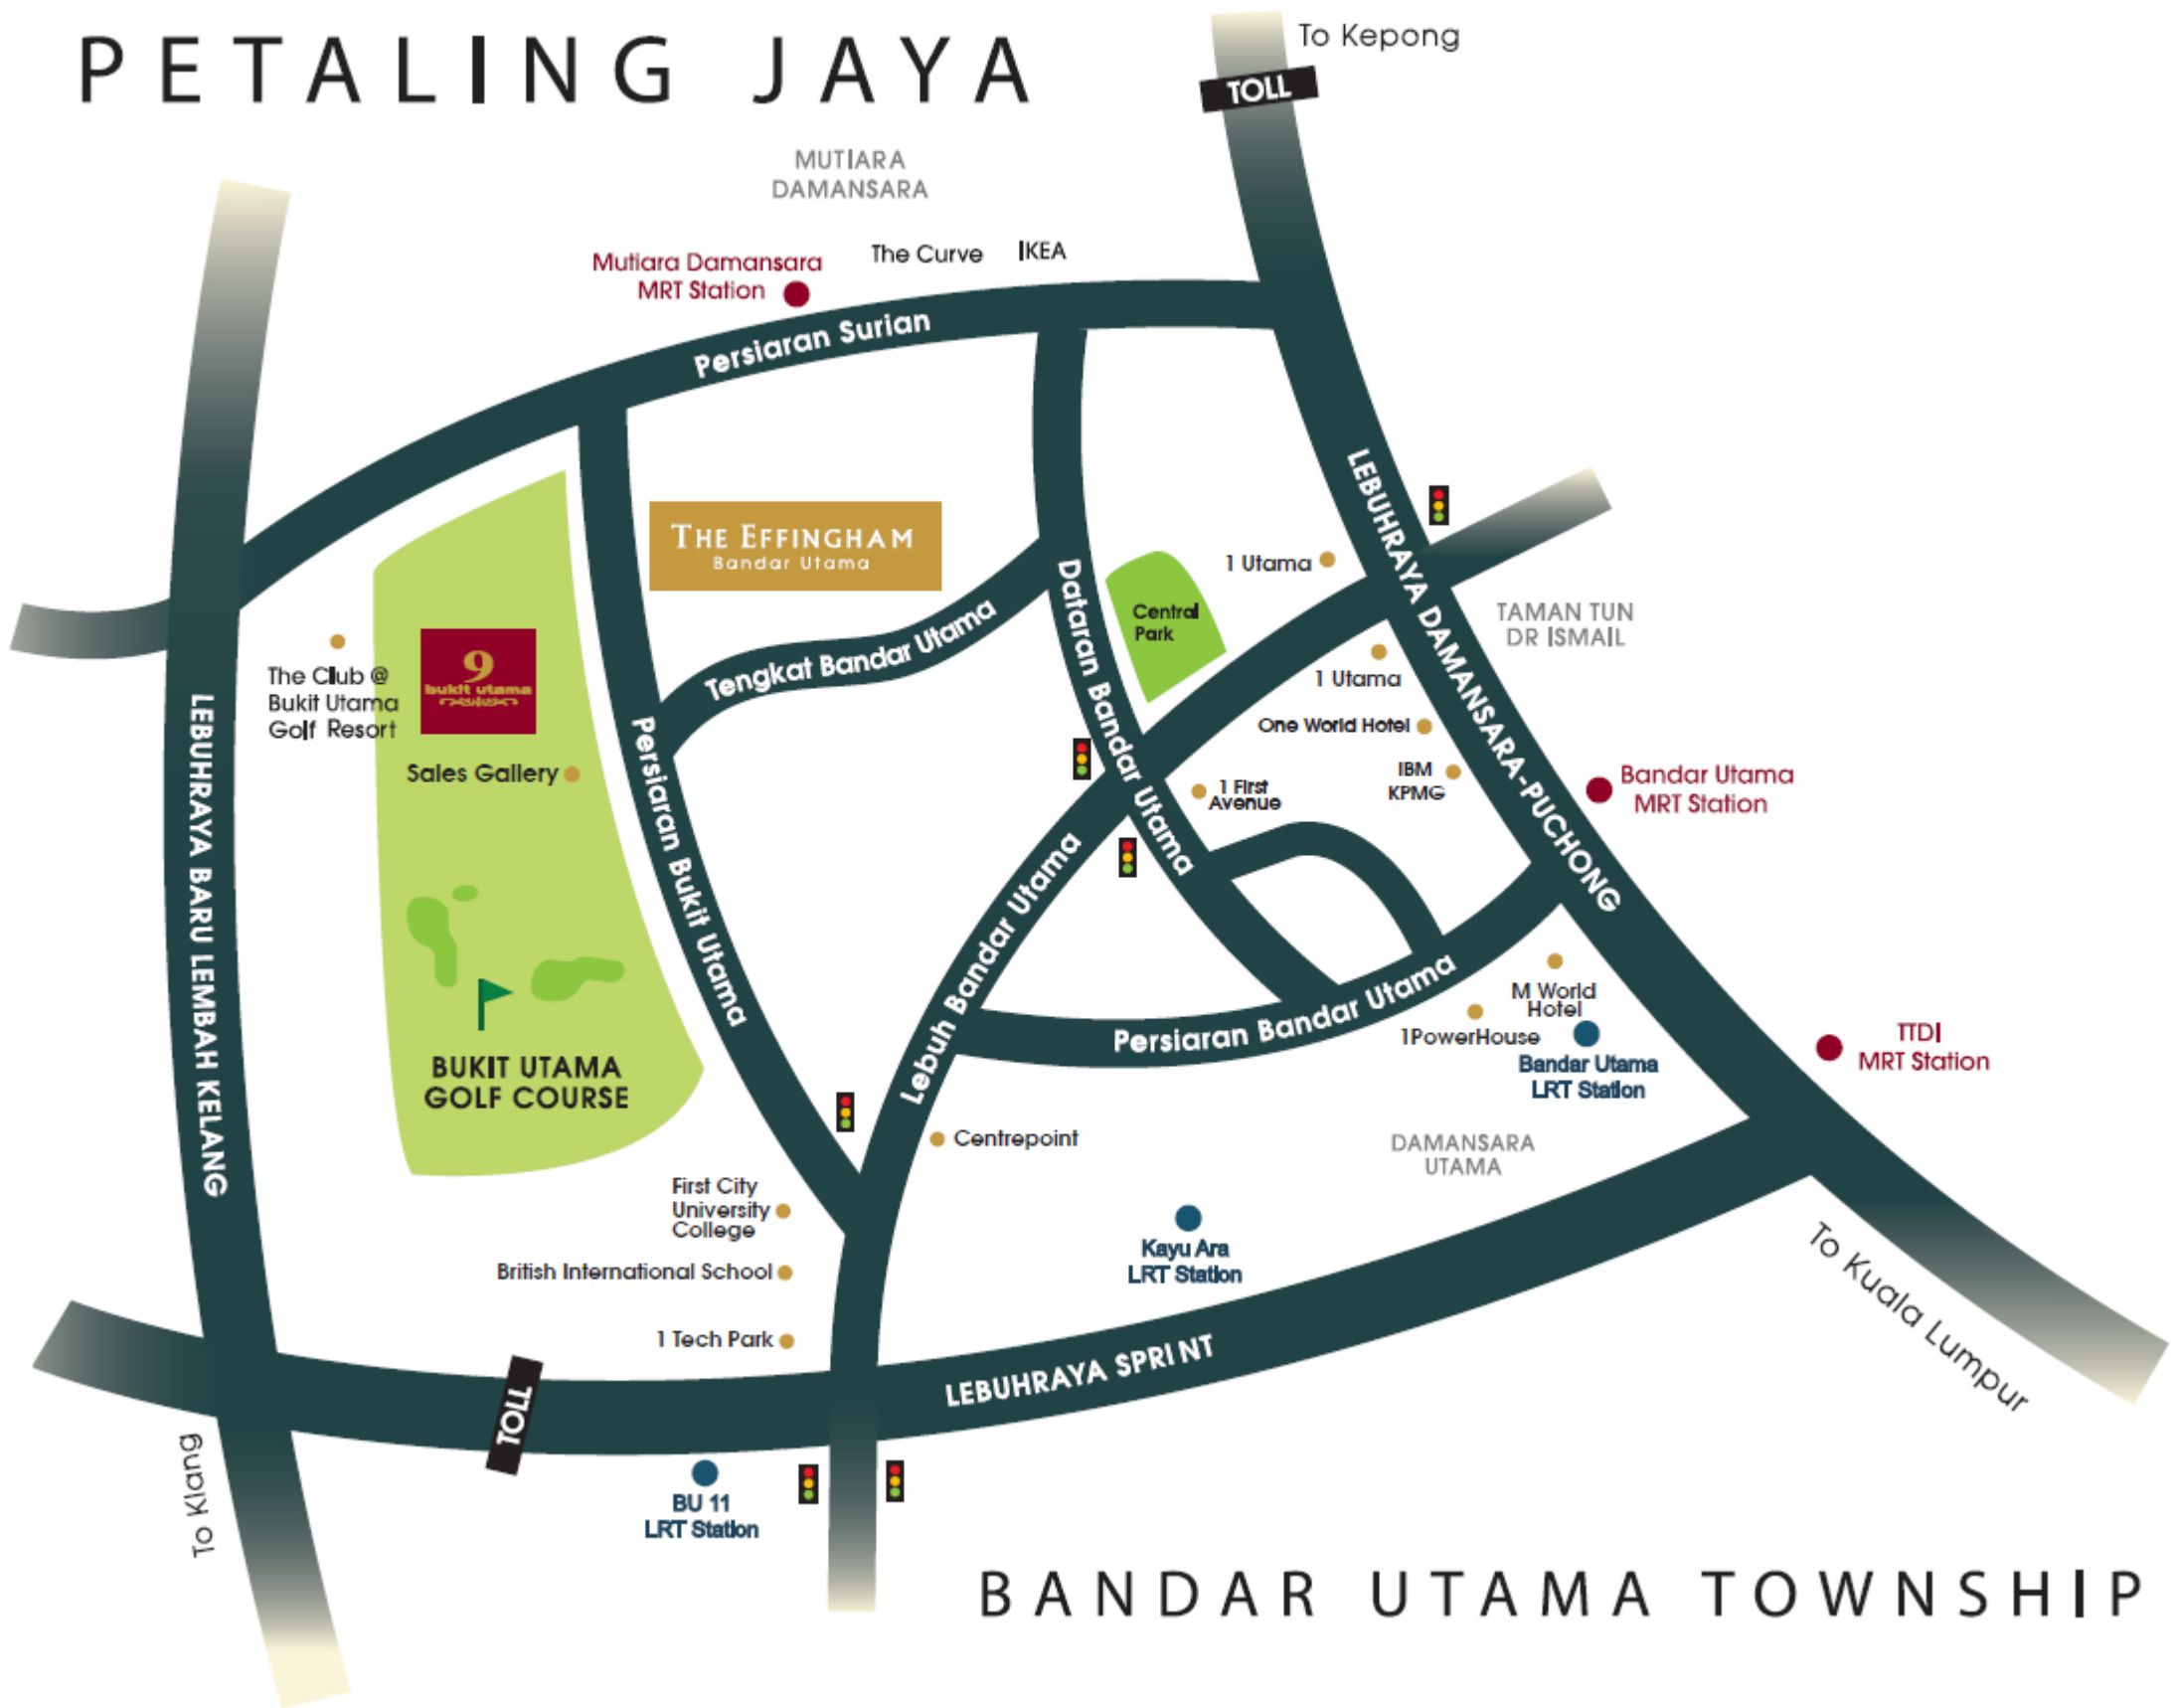 PETALING JAYA
To Kepong
TOLL
MUTIARA
DAMANSARA
Mutiara Damansara
MRT Station
The Curve
IKEA
Persiaran Surian
LEBUHRAYA DAMANSARA-PUCHONG
THE EFFINGHAM
Bandar Utama
1 Utama
Central
Park
Dataran Bandar Utama
Tengkat Bandar Utama
TAMAN TUN
DR ISMAIL
The Club @
Bukit Utama
Golf Resort
9
bukit utama
Sales Gallery
1 Utama
One World Hotel
IBM
KPMG
1 First
Avenue
Bandar Utama
MRT Station
LEBUHRAYA BARU LEMBAH KELANG
Persiaran Bukit Utama
Lebuh Bandar Utama
Persiaran Bandar Utama
M World
Hotel
1PowerHouse
Bandar Utama
LRT Station
TTDI
MRT Station
BUKIT UTAMA
GOLF COURSE
Centrepoint
DAMANSARA
UTAMA
First City
University
College
British International School
1 Tech Park
Kayu Ara
LRT Station
To Kuala Lumpur
LEBUHRAYA SPRINT
TOLL
To Klang
BU 11
LRT Station
BANDAR UTAMA TOWNSHIP